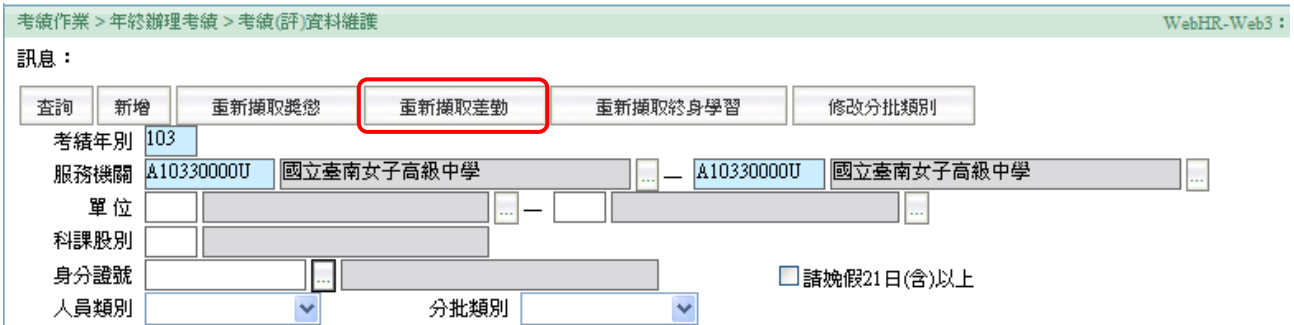 考績作業 > 年終辦理考績 > 考績(評)資料維護 WebHR-Web3：
訊息：
查詢 新增 重新擷取獎懲 重新擷取差勤 重新擷取終身學習 修改分批類別
考績年別 103
服務機關 A10330000U 國立臺南女子高級中學 ... — A10330000U 國立臺南女子高級中學 ...
單位 ... — ...
科課股別
身分證號 ... 請娩假21日(含)以上
人員類別 分批類別